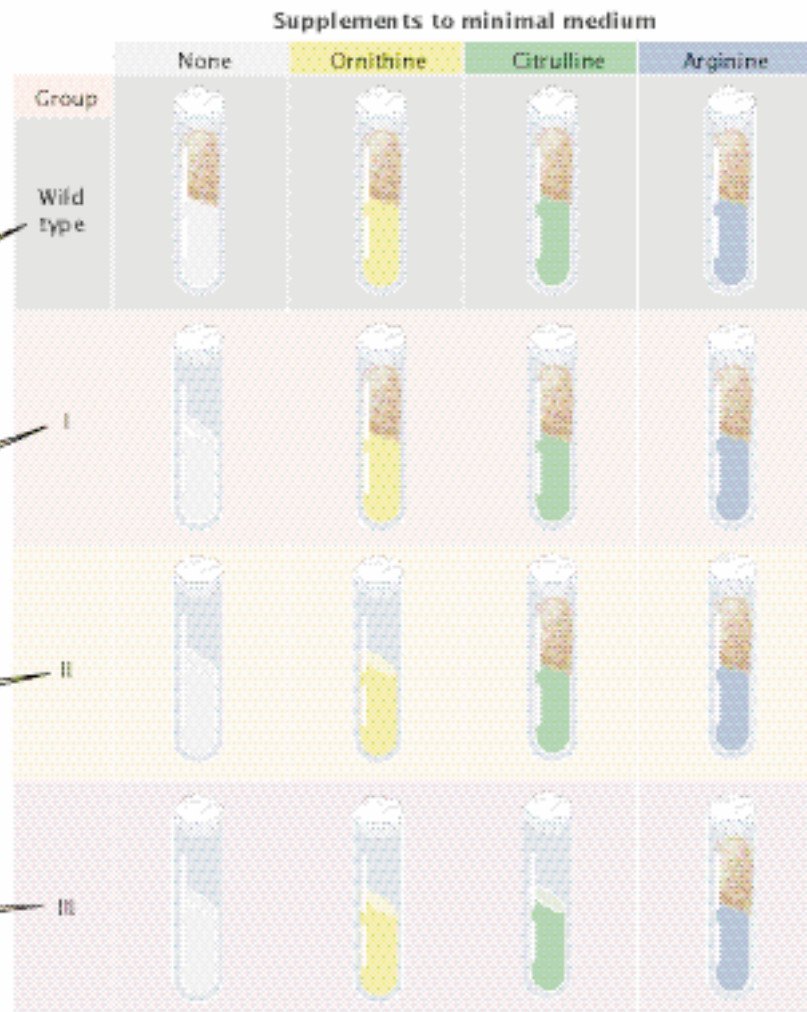 Supplements to minimal medium
None Ornithine Citrulline Arginine
Group
Wild
type
I
II
III